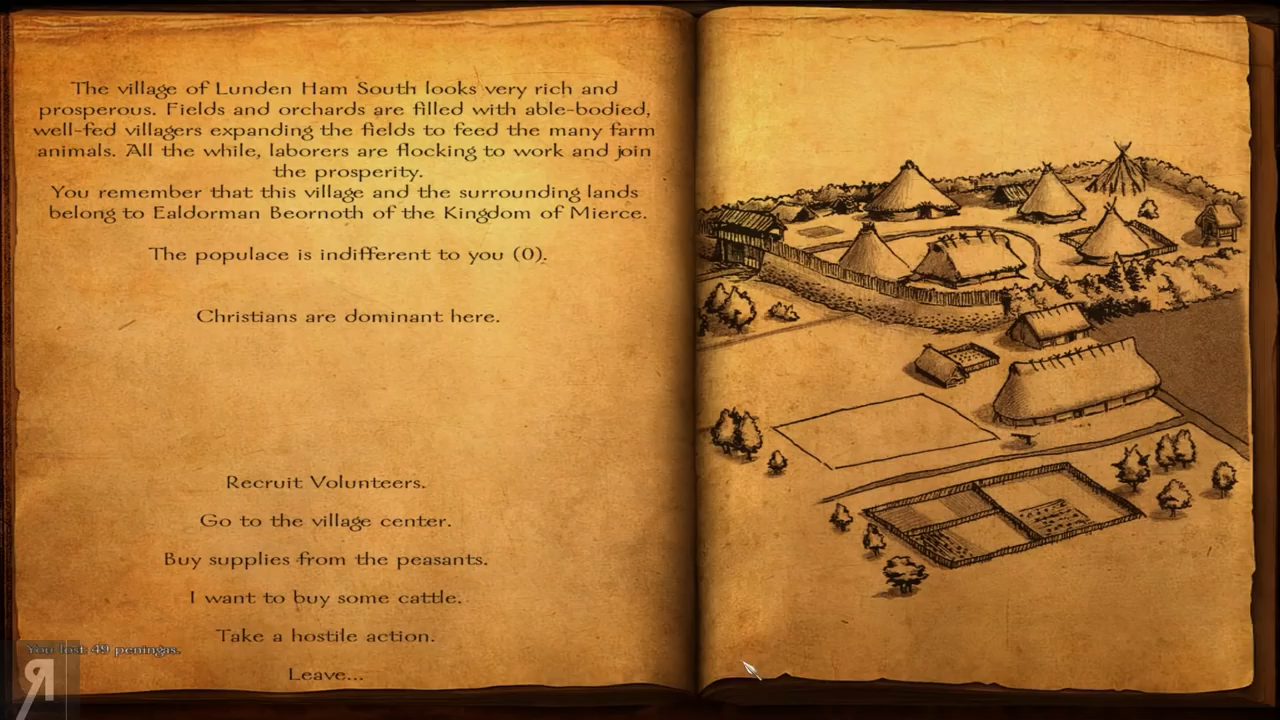 The village of Lunden Ham South looks very rich and
prosperous. Fields and orchards are filled with able-bodied,
well-fed villagers expanding the fields to feed the many farm
animals. All the while, laborers are flocking to work and join
the prosperity.
You remember that this village and the surrounding lands
belong to Ealdorman Beornoth of the Kingdom of Mierce.
The populace is indifferent to you (0).
Christians are dominant here.
Recruit Volunteers.
Go to the village center.
Buy supplies from the peasants.
I want to buy some cattle.
Take a hostile action.
You lost: 49 peningas.
Leave...